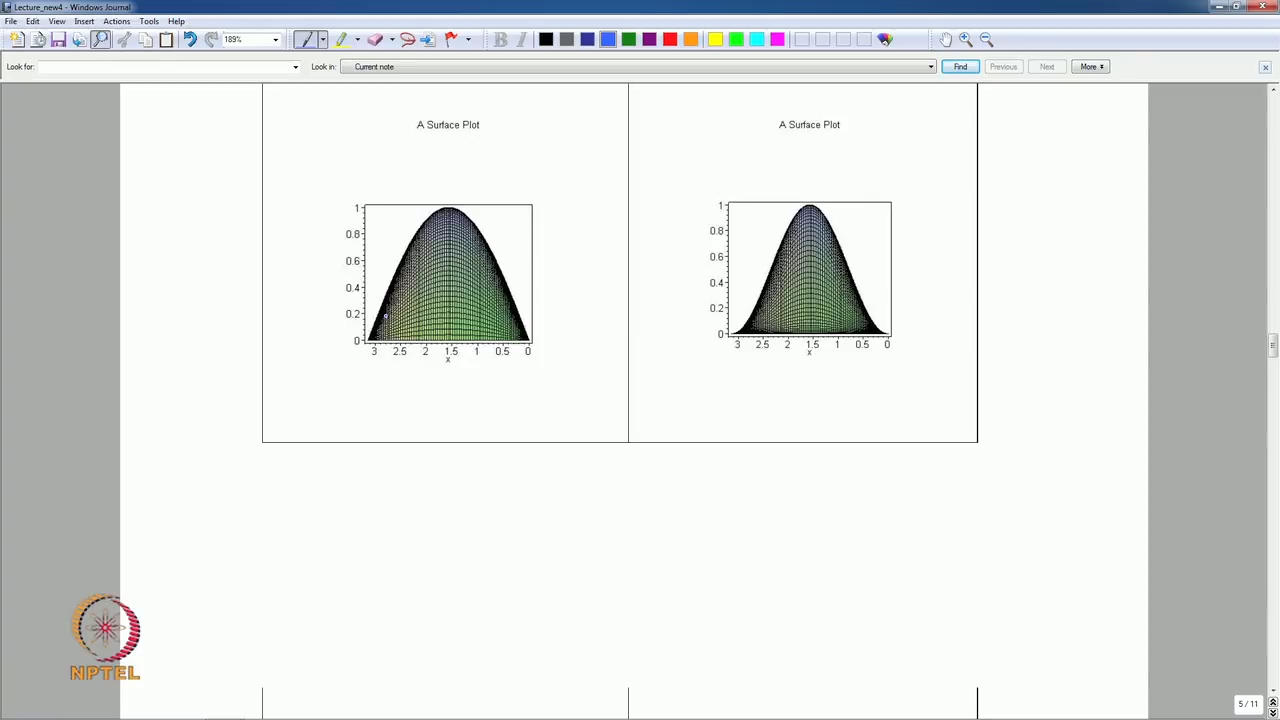 Lecture_new4 - Windows Journal
File Edit View Insert Actions Tools Help
189%
B I
Look for: Look in: Current note Find Previous Next More
A Surface Plot
1
0.8
0.6
0.4
0.2
0
3 2.5 2 1.5 1 0.5 0
x
A Surface Plot
1
0.8
0.6
0.4
0.2
0
3 2.5 2 1.5 1 0.5 0
x
NPTEL
5 / 11